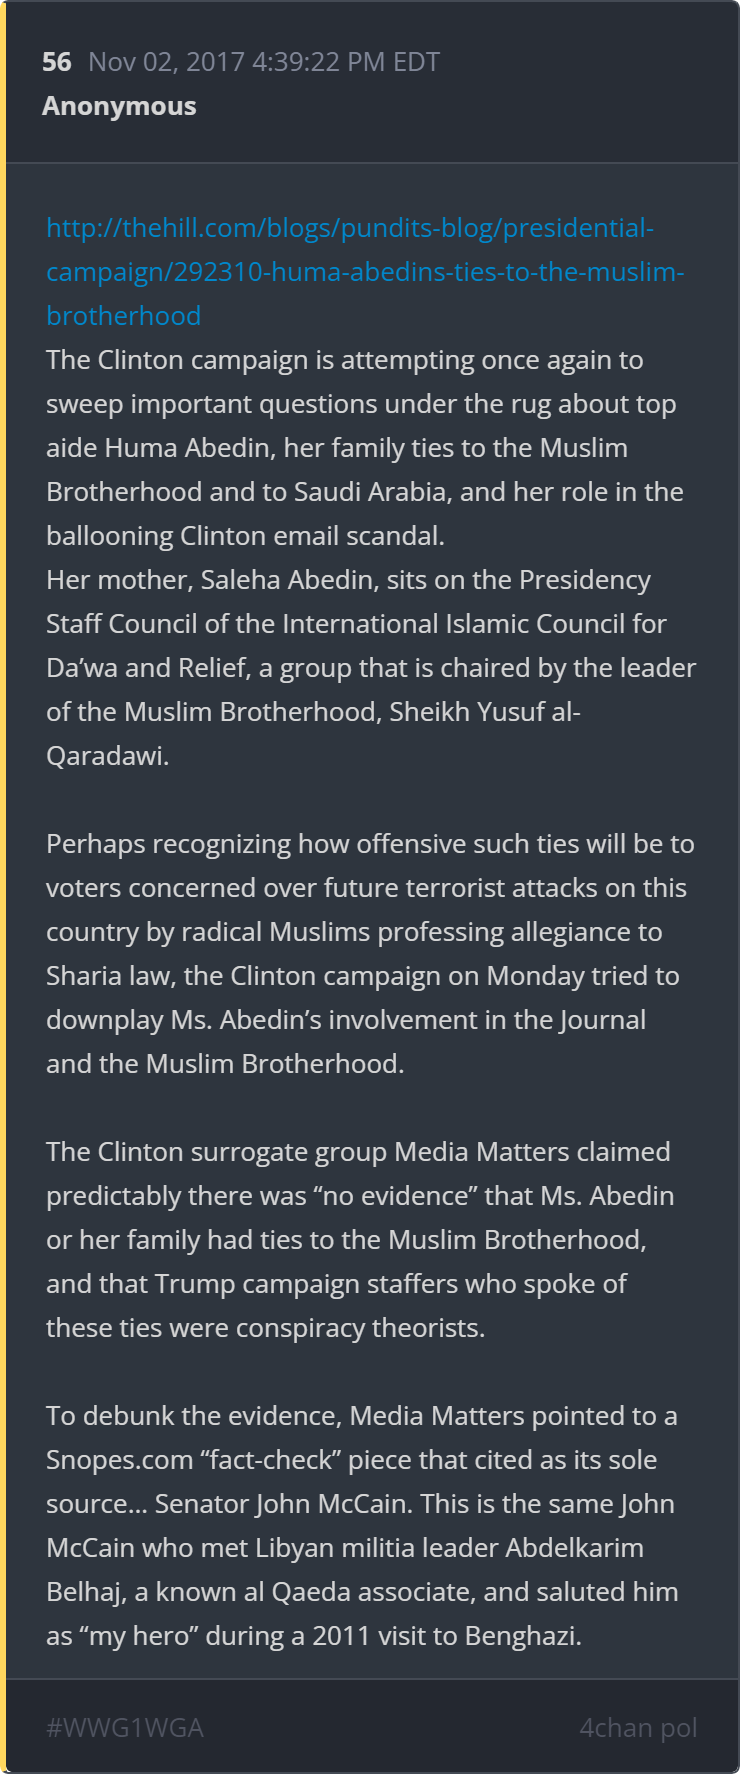 56 Nov 02, 2017 4:39:22 PM EDT
Anonymous
http://thehill.com/blogs/pundits-blog/presidential-
campaign/292310-huma-abedins-ties-to-the-muslim-
brotherhood
The Clinton campaign is attempting once again to
sweep important questions under the rug about top
aide Huma Abedin, her family ties to the Muslim
Brotherhood and to Saudi Arabia, and her role in the
ballooning Clinton email scandal.
Her mother, Saleha Abedin, sits on the Presidency
Staff Council of the International Islamic Council for
Da’wa and Relief, a group that is chaired by the leader
of the Muslim Brotherhood, Sheikh Yusuf al-
Qaradawi.
Perhaps recognizing how offensive such ties will be to
voters concerned over future terrorist attacks on this
country by radical Muslims professing allegiance to
Sharia law, the Clinton campaign on Monday tried to
downplay Ms. Abedin’s involvement in the Journal
and the Muslim Brotherhood.
The Clinton surrogate group Media Matters claimed
predictably there was “no evidence” that Ms. Abedin
or her family had ties to the Muslim Brotherhood,
and that Trump campaign staffers who spoke of
these ties were conspiracy theorists.
To debunk the evidence, Media Matters pointed to a
Snopes.com “fact-check” piece that cited as its sole
source... Senator John McCain. This is the same John
McCain who met Libyan militia leader Abdelkarim
Belhaj, a known al Qaeda associate, and saluted him
as “my hero” during a 2011 visit to Benghazi.
#WWG1WGA 4chan pol